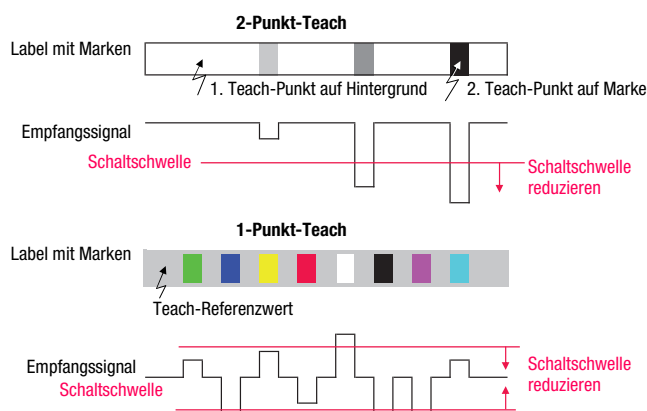 2-Punkt-Teach
Label mit Marken
1. Teach-Punkt auf Hintergrund
2. Teach-Punkt auf Marke
Empfangssignal
Schaltschwelle
Schaltschwelle
reduzieren
1-Punkt-Teach
Label mit Marken
Teach-Referenzwert
Empfangssignal
Schaltschwelle
Schaltschwelle
reduzieren